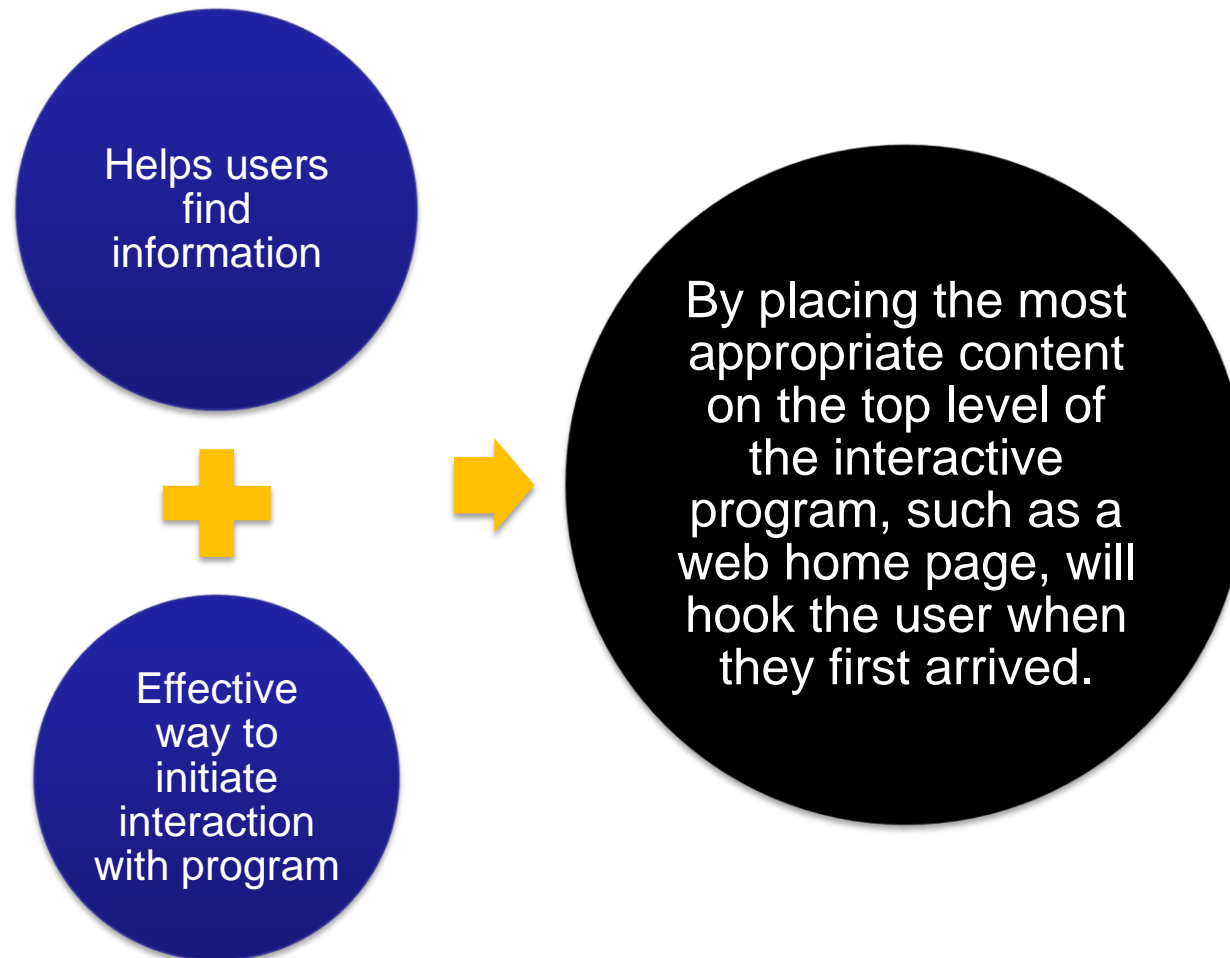 Helps users
find
information
Effective
way to
initiate
interaction
with program
By placing the most
appropriate content
on the top level of
the interactive
program, such as a
web home page, will
hook the user when
they first arrived.